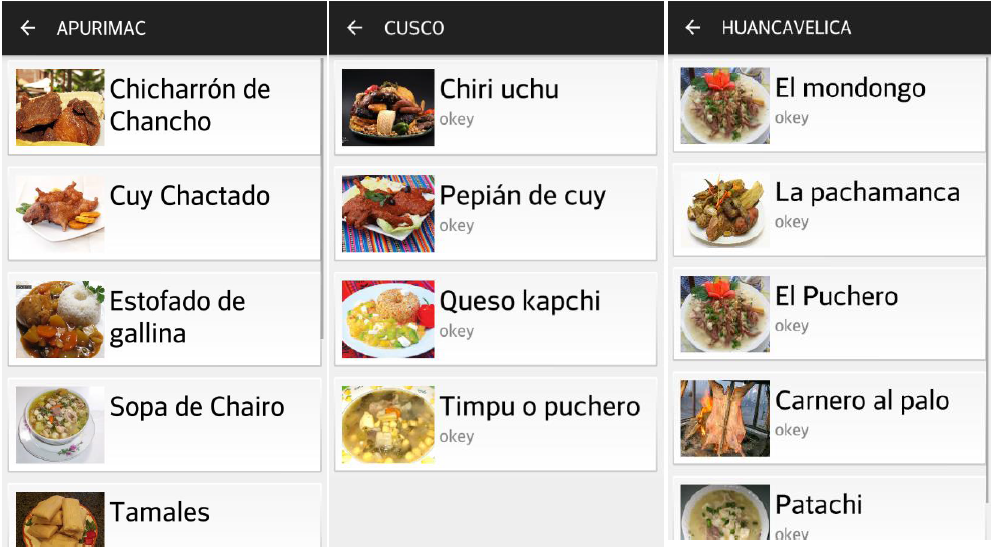 APURIMAC
Chicharrón de
Chancho
Cuy Chactado
Estofado de
gallina
Sopa de Chairo
Tamales
CUSCO
Chiri uchu
okey
Pepián de cuy
okey
Queso kapchi
okey
Timpu o puchero
okey
HUANCAVELICA
El mondongo
okey
La pachamanca
okey
El Puchero
okey
Carnero al palo
okey
Patachi
okey